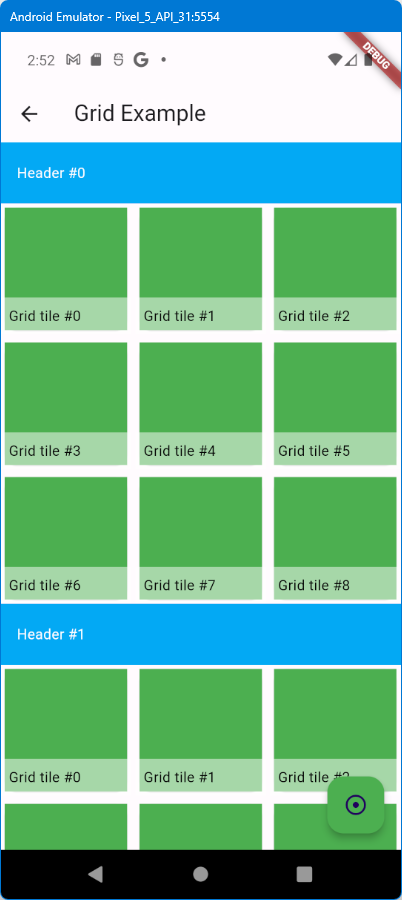 Android Emulator - Pixel_5_API_31:5554
2:52
DEBUG
Grid Example
Header #0
Grid tile #0 Grid tile #1 Grid tile #2
Grid tile #3 Grid tile #4 Grid tile #5
Grid tile #6 Grid tile #7 Grid tile #8
Header #1
Grid tile #0 Grid tile #1 Grid tile #2